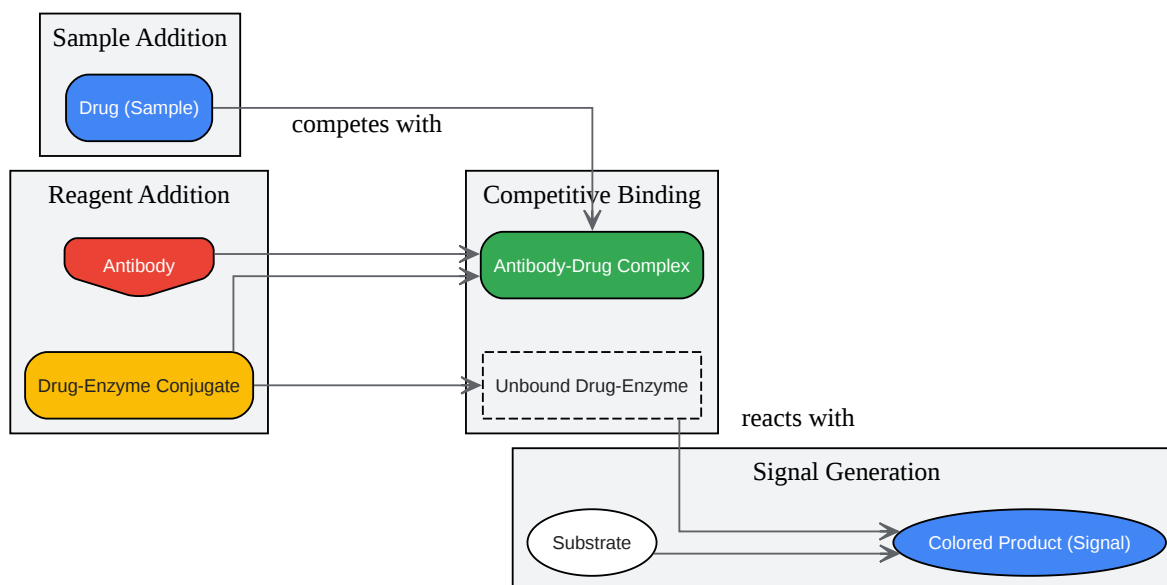 Sample Addition
Drug (Sample)
competes with
Reagent Addition
Antibody
Drug-Enzyme Conjugate
Competitive Binding
Antibody-Drug Complex
Unbound Drug-Enzyme
reacts with
Signal Generation
Substrate
Colored Product (Signal)